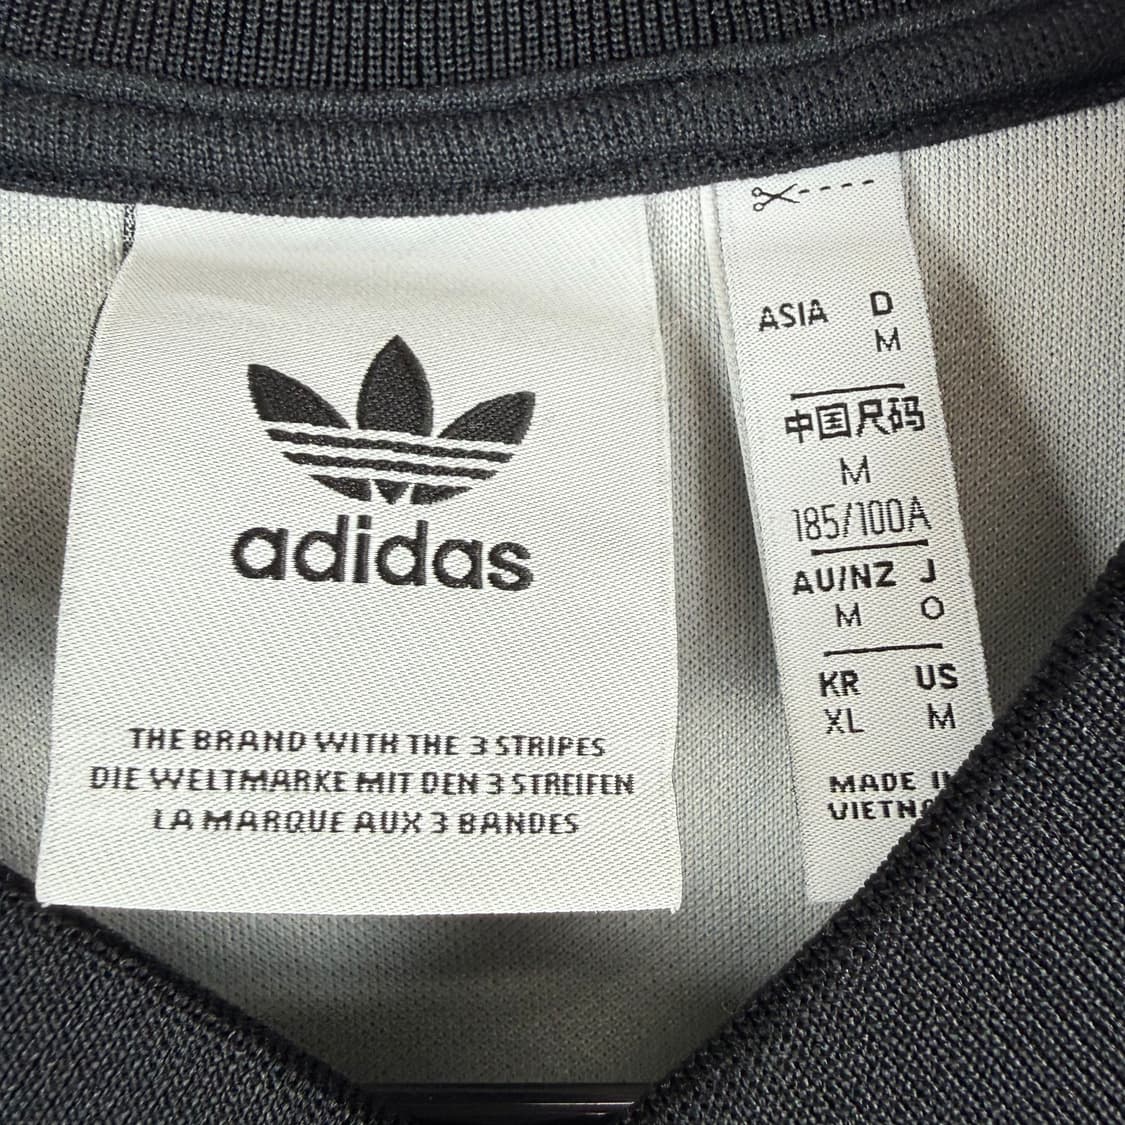 adidas
THE BRAND WITH THE 3 STRIPES
DIE WELTMARKE MIT DEN 3 STREIFEN
LA MARQUE AUX 3 BANDES
ASIA D
M
中国尺码
M
185/100A
AU/NZ J
M O
KR US
XL M
MADE